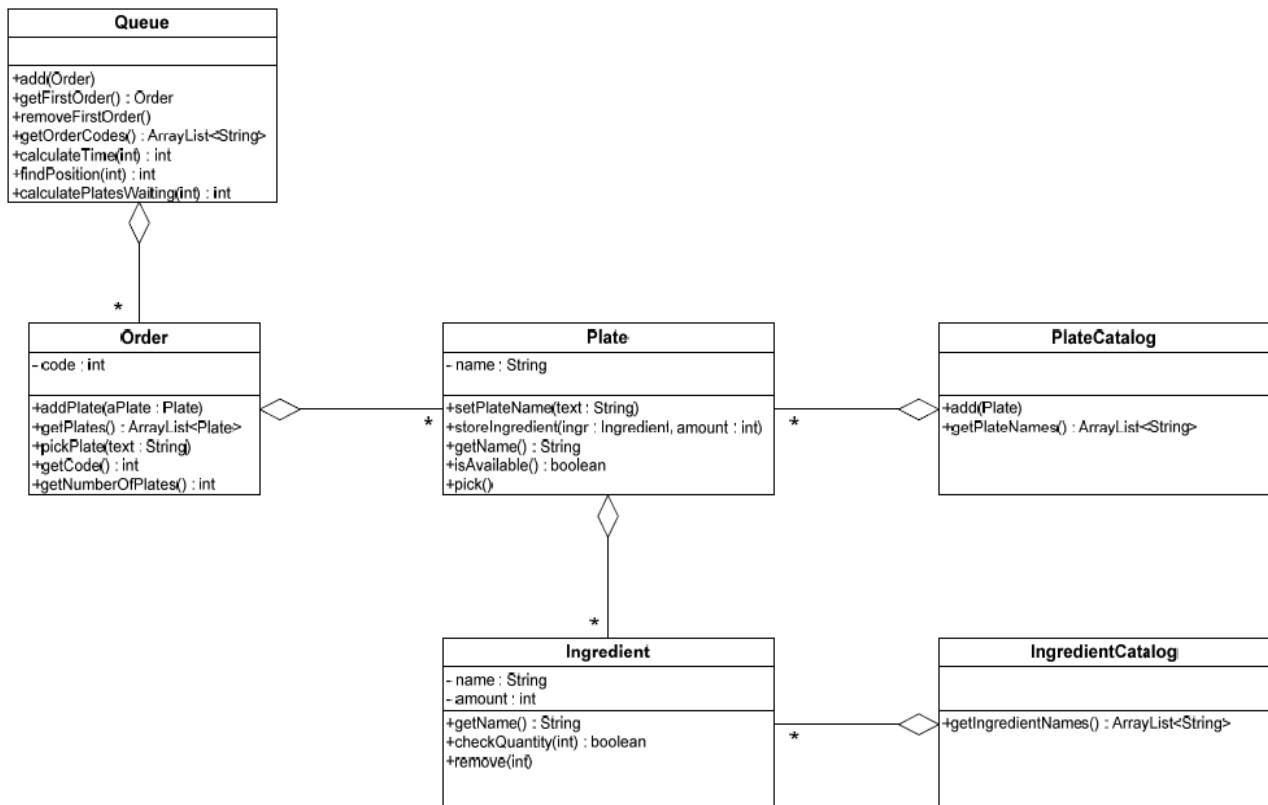 Queue
+add(Order)
+getFirstOrder() : Order
+removeFirstOrder()
+getOrderCodes() : ArrayList<String>
+calculateTime(int) : int
+findPosition(int) : int
+calculatePlatesWaiting(int) : int
*
Order
- code : int
+addPlate(aPlate : Plate)
+getPlates() : ArrayList<Plate>
+pickPlate(text : String)
+getCode() : int
+getNumberOfPlates() : int
*
Plate
- name : String
+setPlateName(text : String)
+storeIngredient(ingr : Ingredient, amount : int)
+getName() : String
+isAvailable() : boolean
+pick()
*
PlateCatalog
+add(Plate)
+getPlateNames() : ArrayList<String>
*
Ingredient
- name : String
- amount : int
+getName() : String
+checkQuantity(int) : boolean
+remove(int)
*
IngredientCatalog
+getIngredientNames() : ArrayList<String>